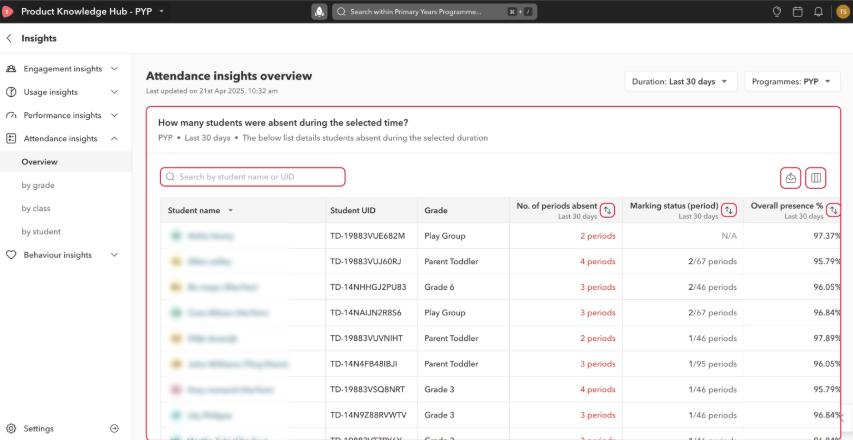 Product Knowledge Hub - PYP
Search within Primary Years Programme... ⌘ + /
TS
Insights
Engagement insights
Usage insights
Performance insights
Attendance insights
Overview
by grade
by class
by student
Behaviour insights
Settings
Attendance insights overview
Last updated on 21st Apr 2025, 10:32 am
Duration: Last 30 days
Programmes: PYP
How many students were absent during the selected time?
PYP • Last 30 days • The below list details students absent during the selected duration
Search by student name or UID
Student name Student UID Grade No. of periods absent Last 30 days Marking status (period) Last 30 days Overall presence % Last 30 days
TD-19883VUE682M Play Group 2 periods N/A 97.37%
TD-19883VUJ60RJ Parent Toddler 4 periods 2/67 periods 95.79%
TD-14NHHGJ2PU83 Grade 6 3 periods 2/46 periods 96.05%
TD-14NAIJN2R8S6 Play Group 3 periods 2/67 periods 96.84%
TD-19883VUVNIHT Parent Toddler 2 periods 1/46 periods 97.89%
TD-14N4FB48IBJI Parent Toddler 3 periods 1/95 periods 96.05%
TD-19883VSQ8NRT Grade 3 4 periods 1/46 periods 95.79%
TD-14N9Z88RVWTV Grade 3 3 periods 1/46 periods 96.84%